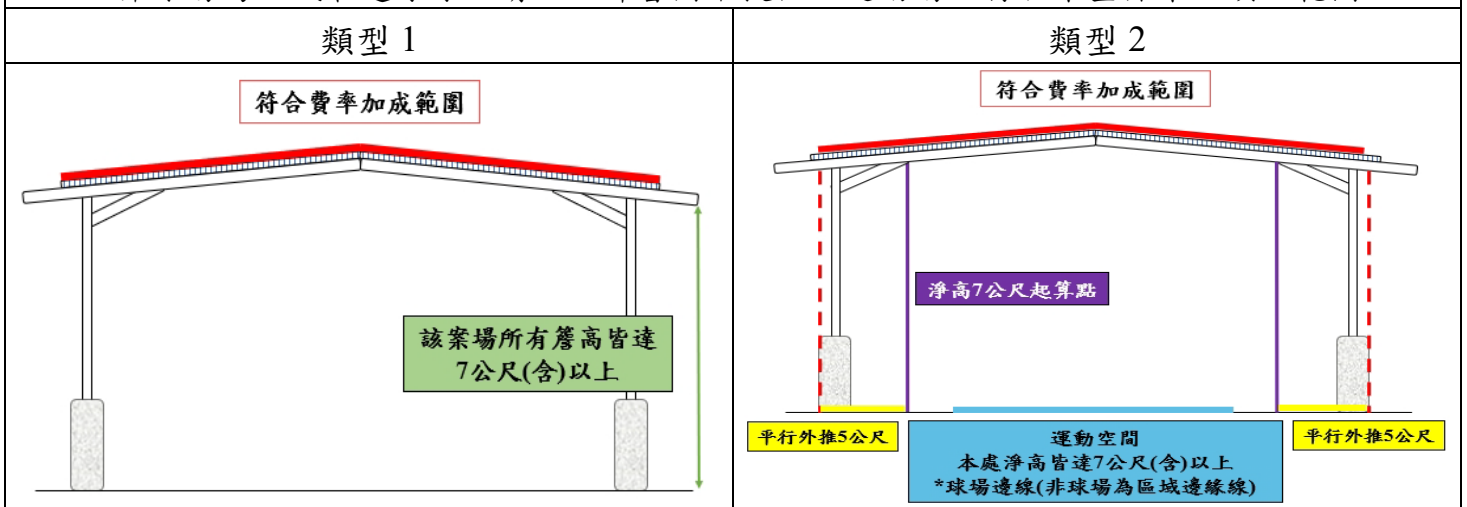 類型 1
類型 2
符合費率加成範圍
該案場所有簷高皆達
7公尺(含)以上
符合費率加成範圍
淨高7公尺起算點
平行外推5公尺
運動空間
本處淨高皆達7公尺(含)以上
*球場邊線(非球場為區域邊緣線)
平行外推5公尺